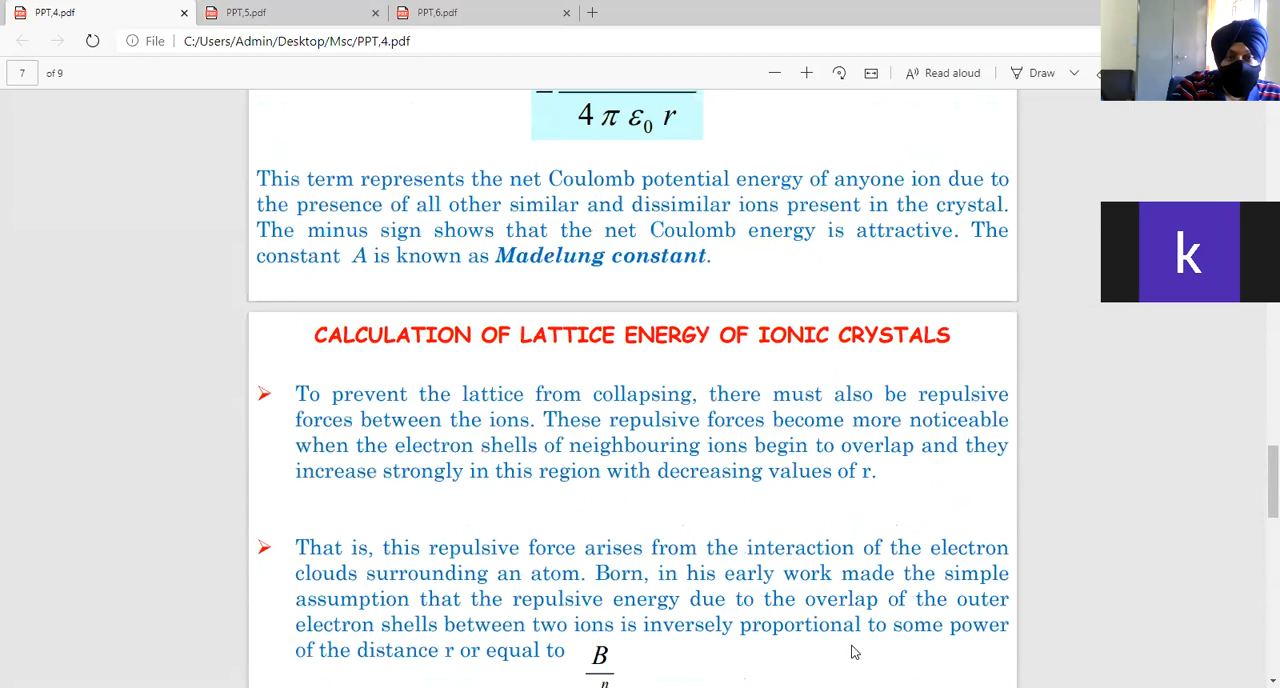 PPT,4.pdf
PPT,5.pdf
PPT,6.pdf
File
C:/Users/Admin/Desktop/Msc/PPT,4.pdf
7 of 9
Read aloud
Draw
4 π ε0 r
This term represents the net Coulomb potential energy of anyone ion due to
the presence of all other similar and dissimilar ions present in the crystal.
The minus sign shows that the net Coulomb energy is attractive. The
constant A is known as Madelung constant.
k
CALCULATION OF LATTICE ENERGY OF IONIC CRYSTALS
To prevent the lattice from collapsing, there must also be repulsive
forces between the ions. These repulsive forces become more noticeable
when the electron shells of neighbouring ions begin to overlap and they
increase strongly in this region with decreasing values of r.
That is, this repulsive force arises from the interaction of the electron
clouds surrounding an atom. Born, in his early work made the simple
assumption that the repulsive energy due to the overlap of the outer
electron shells between two ions is inversely proportional to some power
of the distance r or equal to B
n